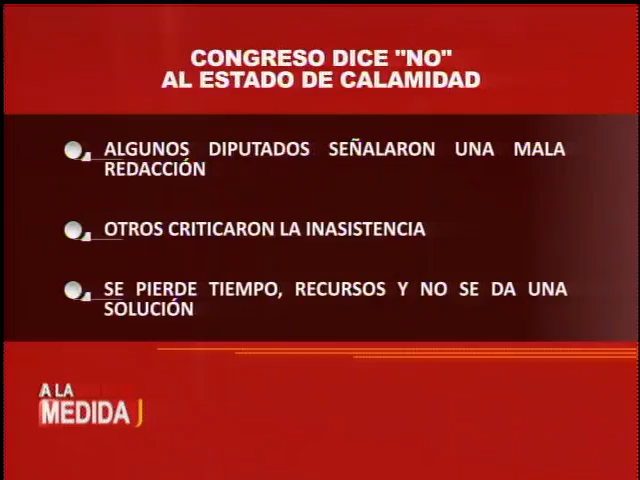 CONGRESO DICE "NO"
AL ESTADO DE CALAMIDAD
ALGUNOS DIPUTADOS SEÑALARON UNA MALA
REDACCIÓN
OTROS CRITICARON LA INASISTENCIA
SE PIERDE TIEMPO, RECURSOS Y NO SE DA UNA
SOLUCIÓN
A LA
MEDIDA